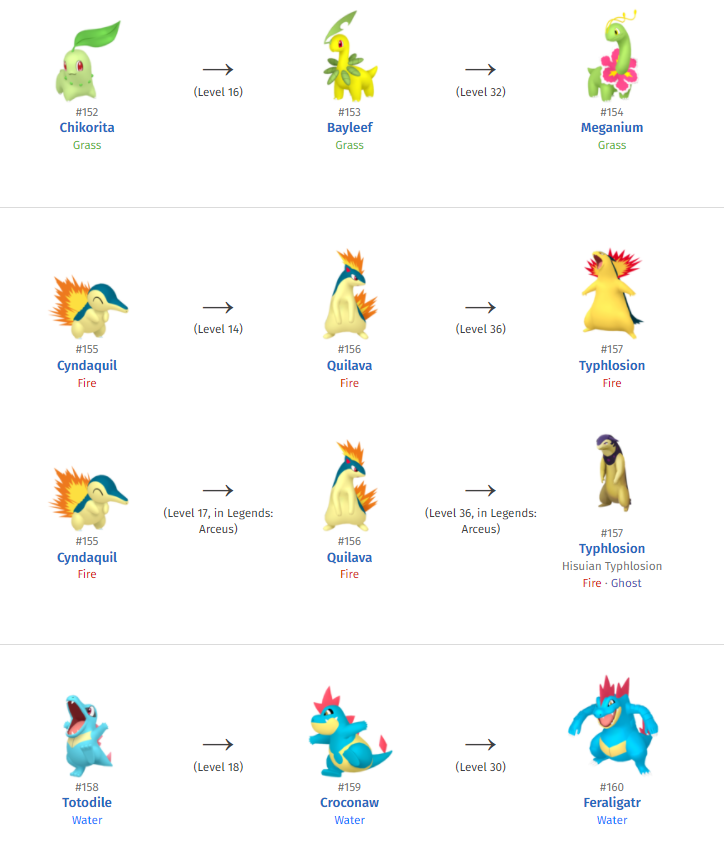 → → 
(Level 16) (Level 32)
#152 #153 #154
Chikorita Bayleef Meganium
Grass Grass Grass
→ →
(Level 14) (Level 36)
#155 #156 #157
Cyndaquil Quilava Typhlosion
Fire Fire Fire
→ →
(Level 17, in Legends: (Level 36, in Legends:
Arceus) Arceus)
#155 #156 #157
Cyndaquil Quilava Typhlosion
Fire Fire Hisuian Typhlosion
Fire · Ghost
→ →
(Level 18) (Level 30)
#158 #159 #160
Totodile Croconaw Feraligatr
Water Water Water